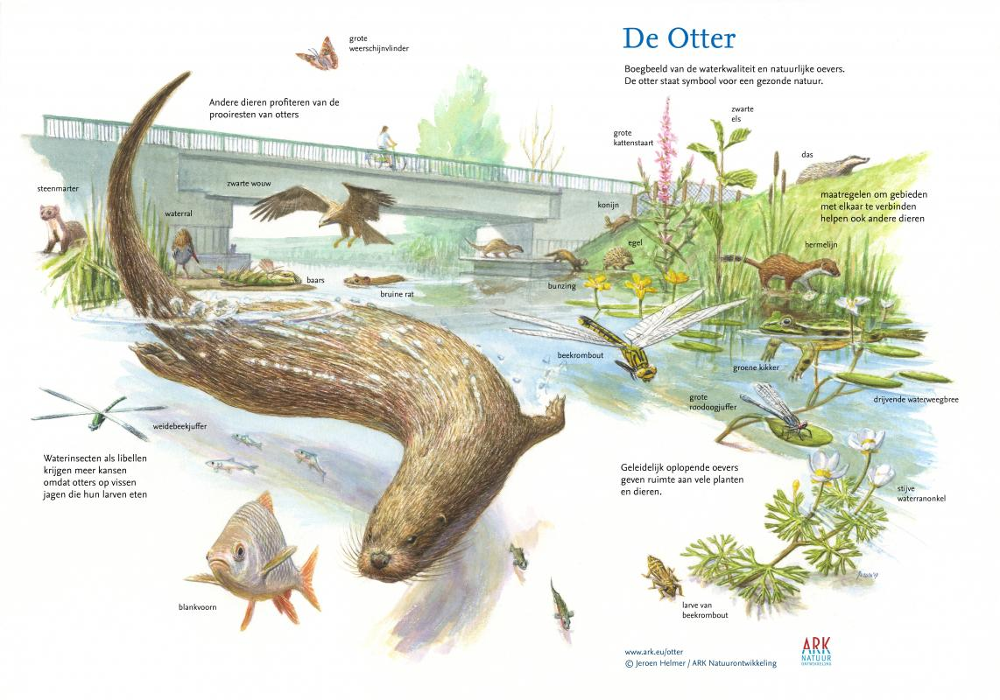 De Otter
Boegbeeld van de waterkwaliteit en natuurlijke oevers.
De otter staat symbool voor een gezonde natuur.
grote
weerschijnvlinder
Andere dieren profiteren van de
prooiresten van otters
zwarte
els
grote
kattenstaart
das
steenmarter
zwarte wouw
waterral
konijn
maatregelen om gebieden
met elkaar te verbinden
helpen ook andere dieren
egel
hermelijn
baars
bruine rat
bunzing
beekrombout
groene kikker
grote
roodoogjuffer
drijvende waterweegbree
weidebeekjuffer
Waterinsecten als libellen
krijgen meer kansen
omdat otters op vissen
jagen die hun larven eten
Geleidelijk oplopende oevers
geven ruimte aan vele planten
en dieren.
stijve
waterranonkel
blankvoorn
larve van
beekrombout
www.ark.eu/otter
© Jeroen Helmer / ARK Natuurontwikkeling
ARK
NATUUR
ONTWIKKELING